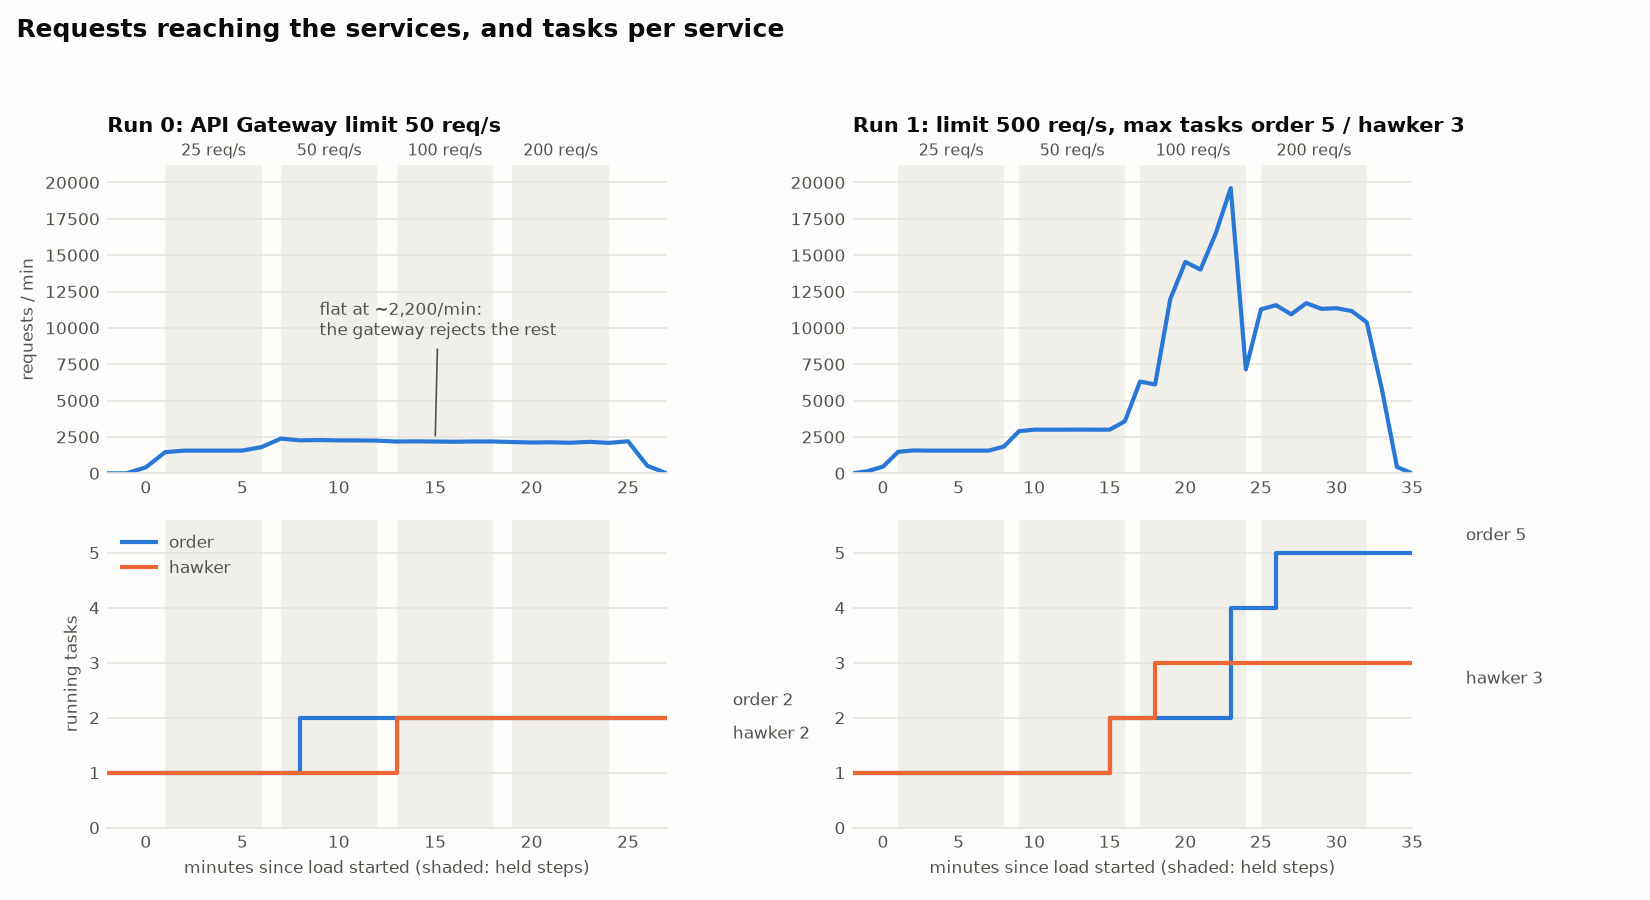 Requests reaching the services, and tasks per service
Run 0: API Gateway limit 50 req/s
25 req/s 50 req/s 100 req/s 200 req/s
20000
17500
15000
12500
10000
7500
5000
2500
0
requests / min
flat at ~2,200/min:
the gateway rejects the rest
0 5 10 15 20 25
Run 1: limit 500 req/s, max tasks order 5 / hawker 3
25 req/s 50 req/s 100 req/s 200 req/s
20000
17500
15000
12500
10000
7500
5000
2500
0
0 5 10 15 20 25 30 35
order
hawker
5
4
3
2
1
0
running tasks
order 2
hawker 2
0 5 10 15 20 25
minutes since load started (shaded: held steps)
5
4
3
2
1
0
order 5
hawker 3
0 5 10 15 20 25 30 35
minutes since load started (shaded: held steps)